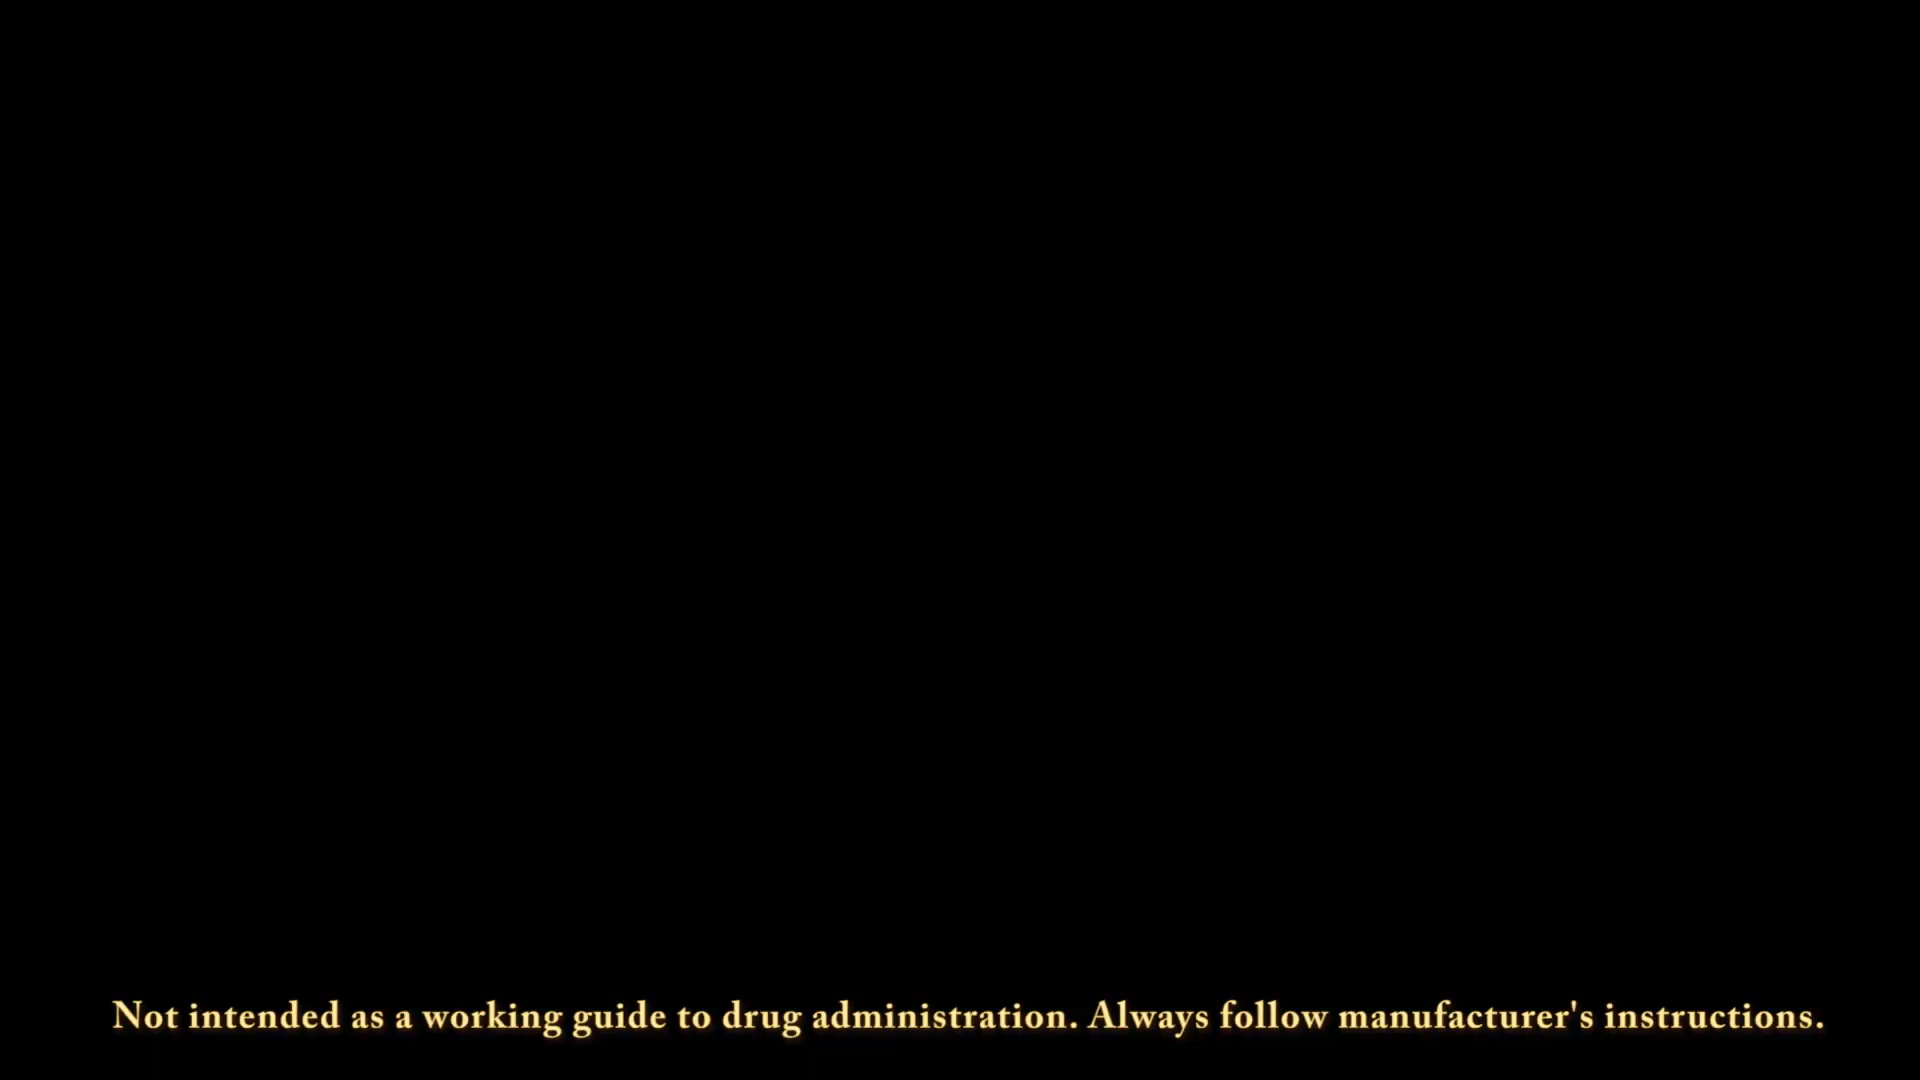 Not intended as a working guide to drug administration. Always follow manufacturer's instructions.